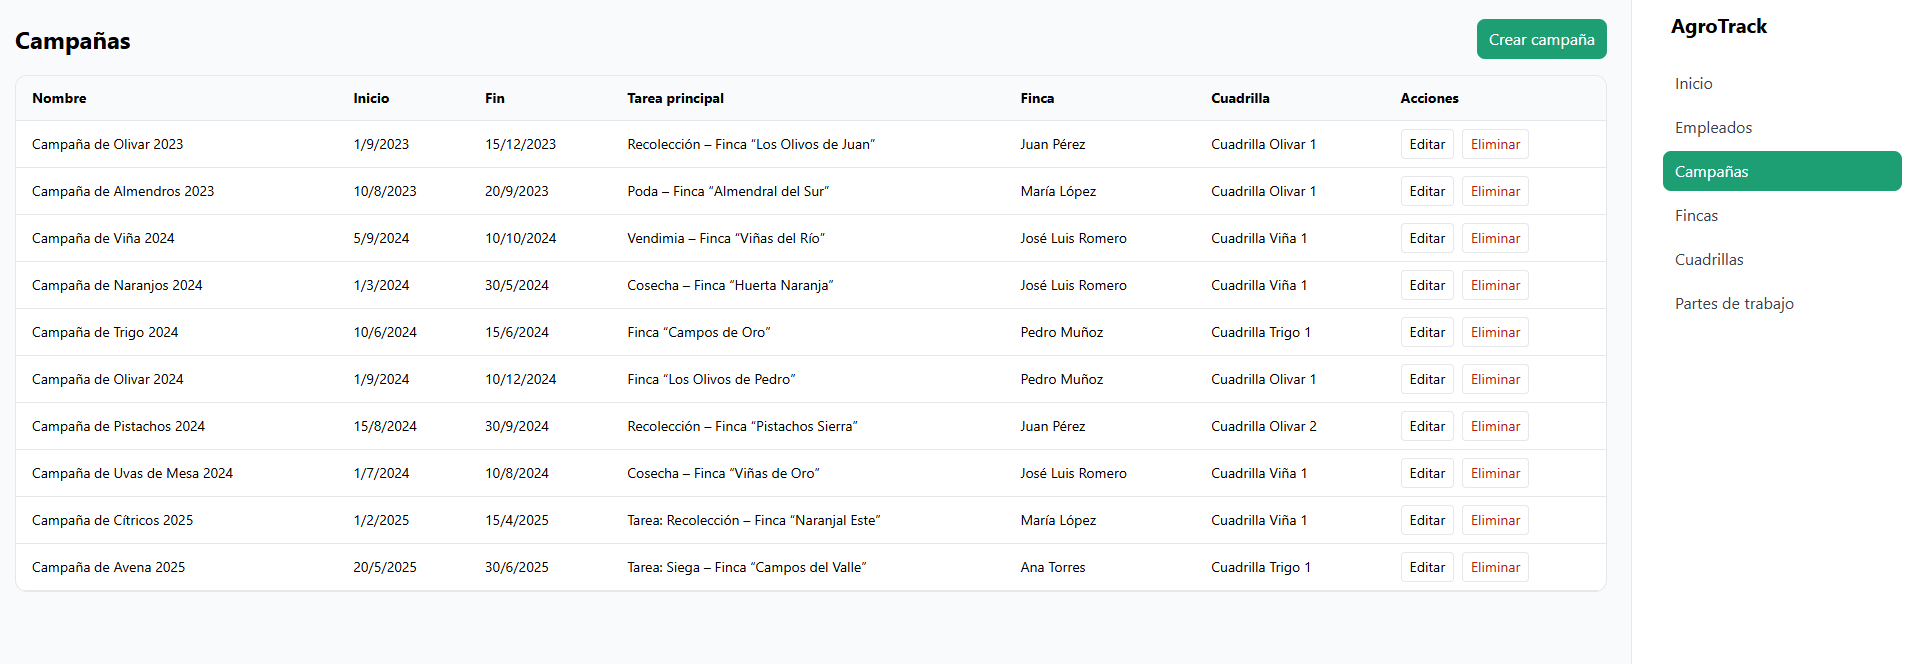 Campañas
Crear campaña
Nombre Inicio Fin Tarea principal Finca Cuadrilla Acciones
Campaña de Olivar 2023 1/9/2023 15/12/2023 Recolección – Finca “Los Olivos de Juan” Juan Pérez Cuadrilla Olivar 1 Editar Eliminar
Campaña de Almendros 2023 10/8/2023 20/9/2023 Poda – Finca “Almendral del Sur” María López Cuadrilla Olivar 1 Editar Eliminar
Campaña de Viña 2024 5/9/2024 10/10/2024 Vendimia – Finca “Viñas del Río” José Luis Romero Cuadrilla Viña 1 Editar Eliminar
Campaña de Naranjos 2024 1/3/2024 30/5/2024 Cosecha – Finca “Huerta Naranja” José Luis Romero Cuadrilla Viña 1 Editar Eliminar
Campaña de Trigo 2024 10/6/2024 15/6/2024 Finca “Campos de Oro” Pedro Muñoz Cuadrilla Trigo 1 Editar Eliminar
Campaña de Olivar 2024 1/9/2024 10/12/2024 Finca “Los Olivos de Pedro” Pedro Muñoz Cuadrilla Olivar 1 Editar Eliminar
Campaña de Pistachos 2024 15/8/2024 30/9/2024 Recolección – Finca “Pistachos Sierra” Juan Pérez Cuadrilla Olivar 2 Editar Eliminar
Campaña de Uvas de Mesa 2024 1/7/2024 10/8/2024 Cosecha – Finca “Viñas de Oro” José Luis Romero Cuadrilla Viña 1 Editar Eliminar
Campaña de Cítricos 2025 1/2/2025 15/4/2025 Tarea: Recolección – Finca “Naranjal Este” María López Cuadrilla Viña 1 Editar Eliminar
Campaña de Avena 2025 20/5/2025 30/6/2025 Tarea: Siega – Finca “Campos del Valle” Ana Torres Cuadrilla Trigo 1 Editar Eliminar
AgroTrack
Inicio
Empleados
Campañas
Fincas
Cuadrillas
Partes de trabajo